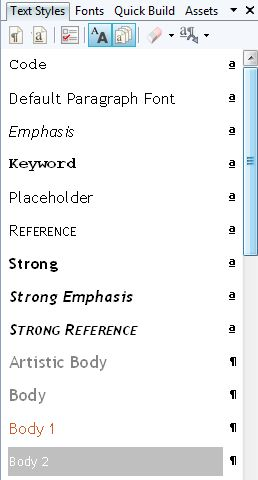 Text Styles Fonts Quick Build Assets
Code a
Default Paragraph Font a
Emphasis a
Keyword a
Placeholder a
REFERENCE a
Strong a
Strong Emphasis a
STRONG REFERENCE a
Artistic Body ¶
Body ¶
Body 1 ¶
Body 2 ¶